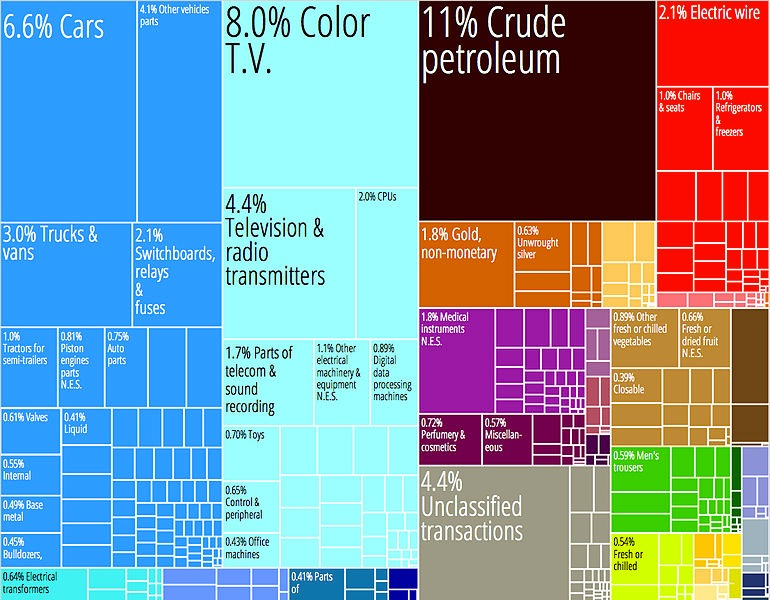 6.6% Cars
4.1% Other vehicles
parts
3.0% Trucks &
vans
2.1%
Switchboards,
relays
&
fuses
1.0%
Tractors for
semi-trailers
0.81%
Piston
engines
parts
N.E.S.
0.75%
Auto
parts
0.61% Valves
0.41%
Liquid
0.55%
Internal
0.49% Base
metal
0.45%
Bulldozers,
0.64% Electrical
transformers
8.0% Color
T.V.
4.4%
Television &
radio
transmitters
2.0% CPUs
1.7% Parts of
telecom &
sound
recording
1.1% Other
electrical
machinery &
equipment
N.E.S.
0.89%
Digital
data
processing
machines
0.70% Toys
0.65%
Control &
peripheral
0.43% Office
machines
0.41% Parts
of
11% Crude
petroleum
1.8% Gold,
non-monetary
0.63%
Unwrought
silver
1.8% Medical
instruments
N.E.S.
0.72%
Perfumery &
cosmetics
0.57%
Miscellan-
eous
4.4%
Unclassified
transactions
2.1% Electric wire
1.0% Chairs
& seats
1.0%
Refrigerators
&
freezers
0.89% Other
fresh or chilled
vegetables
0.66%
Fresh or
dried fruit
N.E.S.
0.39%
Closable
0.59% Men's
trousers
0.54%
Fresh or
chilled